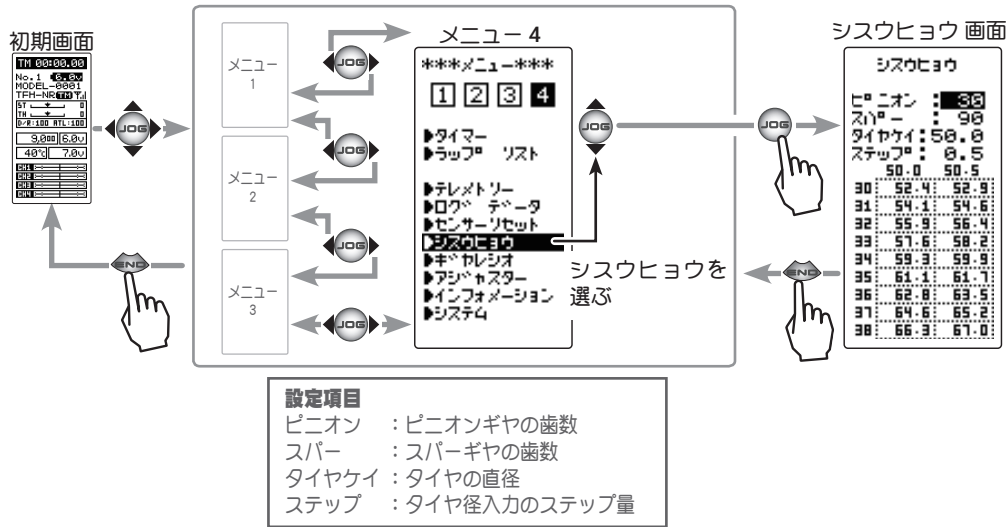 初期画面
TM 00:00.00
No.1 6.0v
MODEL-0001
TFH-NR TM
ST 0
TH 0
D/R:100 ATL:100
9,000 6.0v
40℃ 7.0v
CH1
CH2
CH3
CH4
JOG
END
メニュー
1
メニュー
2
メニュー
3
JOG
JOG
JOG
JOG
メニュー 4
***メニュー***
1 2 3 4
▶タイマー
▶ラップ リスト
▶テレメトリー
▶ログ データ
▶センサーリセット
▶シスウヒョウ
▶ギヤレシオ
▶アジャスター
▶インフォメーション
▶システム
JOG
シスウヒョウを
選ぶ
JOG
END
シスウヒョウ 画面
シスウヒョウ
ピニオン : 30
スパー : 90
タイヤケイ:50.0
ステップ: 0.5
50.0 50.5
30 52.4 52.9
31 54.1 54.6
32 55.9 56.4
33 57.6 58.2
34 59.3 59.9
35 61.1 61.7
36 62.8 63.5
37 64.6 65.2
38 66.3 67.0
設定項目
ピニオン :ピニオンギヤの歯数
スパー :スパーギヤの歯数
タイヤケイ:タイヤの直径
ステップ :タイヤ径入力のステップ量